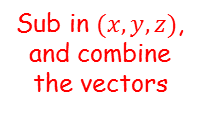 Sub in (x, y, z),
and combine
the vectors